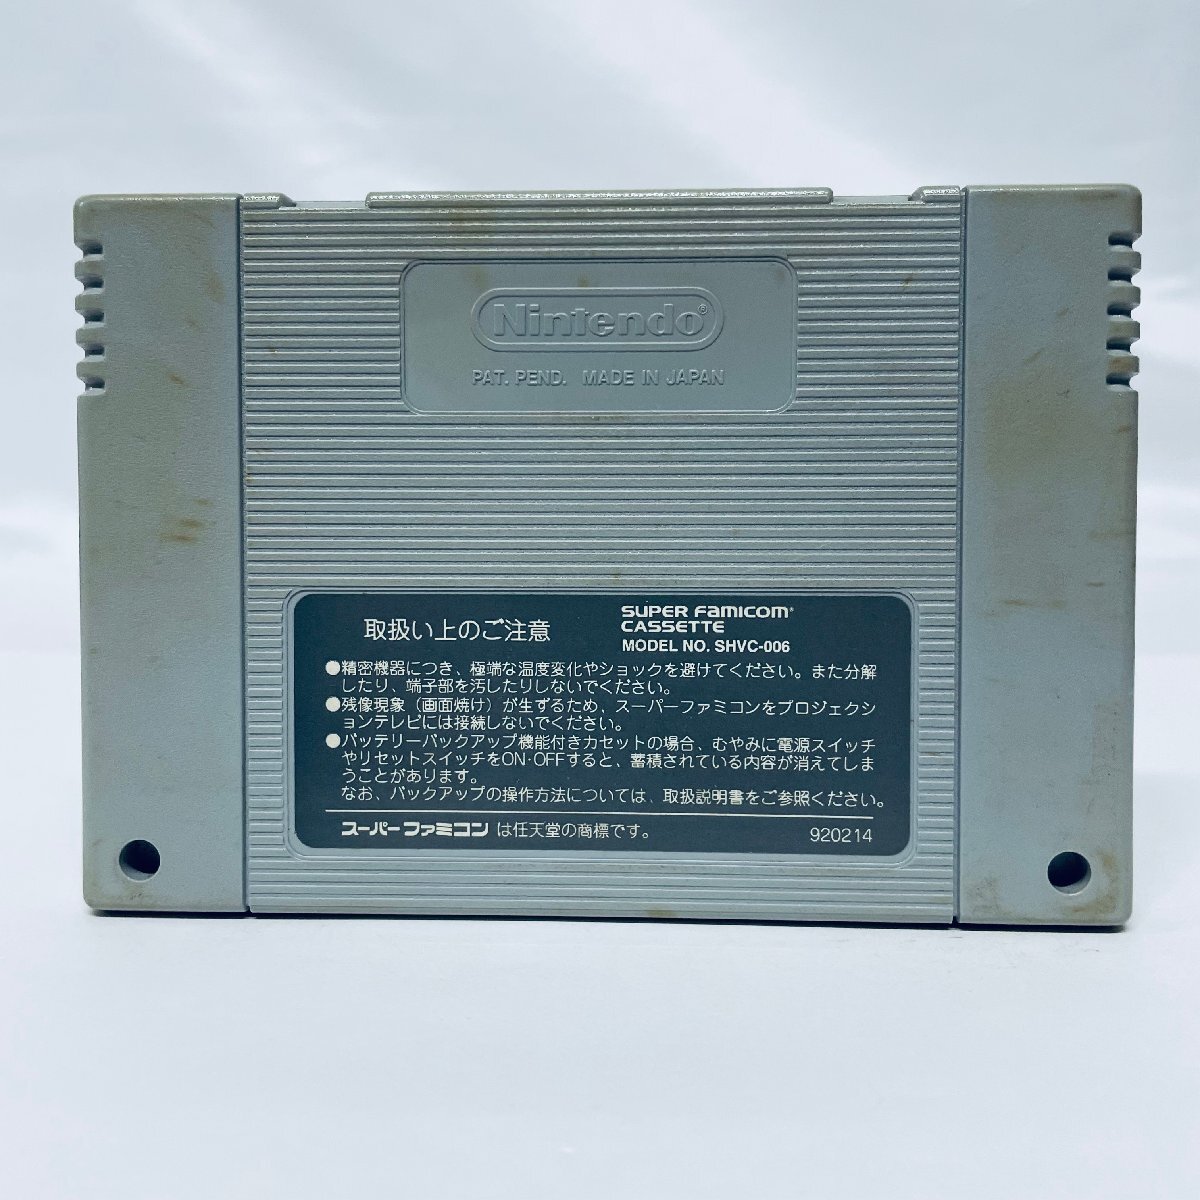 Nintendo®
PAT. PEND. MADE IN JAPAN
取扱い上のご注意
SUPER FAMICOM®
CASSETTE
MODEL NO. SHVC-006
●精密機器につき、極端な温度変化やショックを避けてください。また分解
したり、端子部を汚したりしないでください。
●残像現象（画面焼け）が生ずるため、スーパーファミコンをプロジェクシ
ョンテレビには接続しないでください。
●バッテリーバックアップ機能付きカセットの場合、むやみに電源スイッチ
やリセットスイッチをON・OFFすると、蓄積されている内容が消えてしま
うことがあります。
なお、バックアップの操作方法については、取扱説明書をご参照ください。
スーパーファミコン は任天堂の商標です。
920214